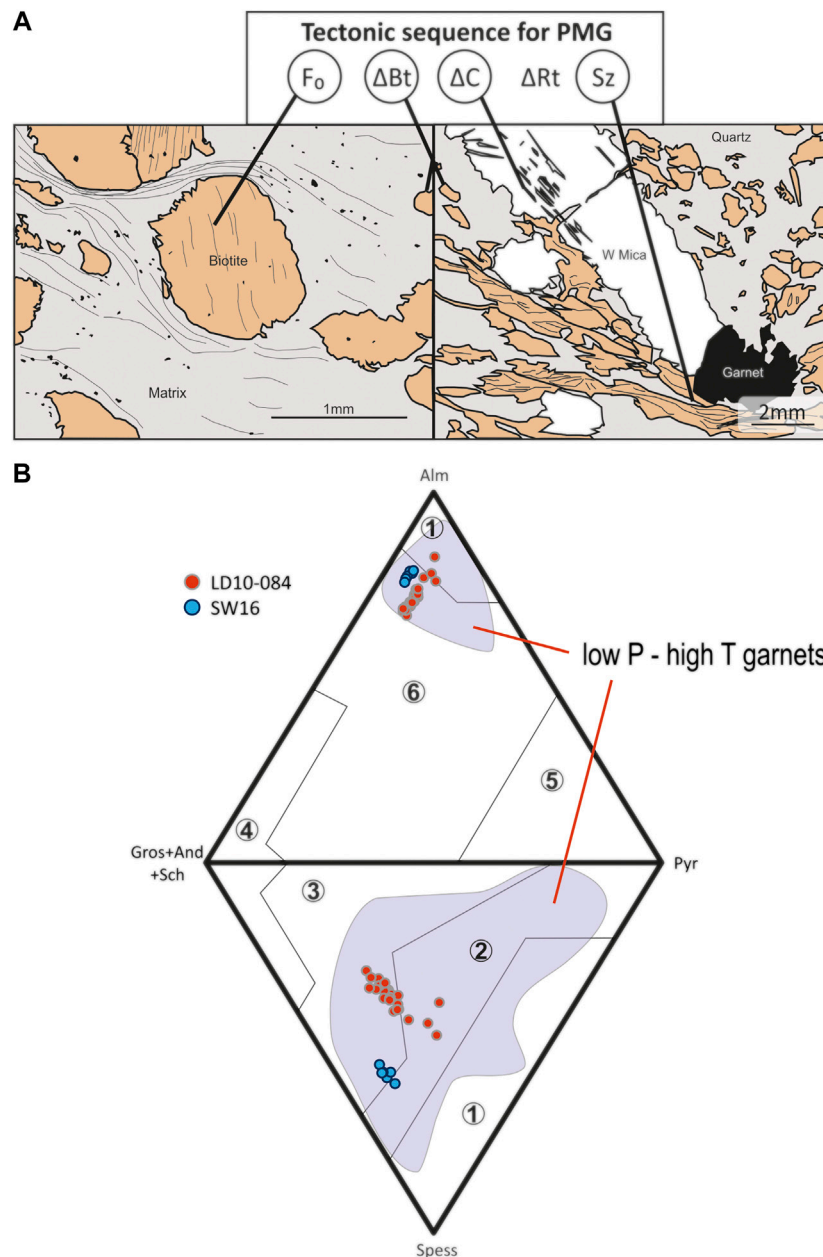 A
Tectonic sequence for PMG
F₀ ΔBt ΔC ΔRt Sz
Quartz
Biotite
W Mica
Matrix
Garnet
1mm
2mm
B
Alm
①
LD10-084
SW16
low P - high T garnets
⑥
⑤
④
Gros+And
+Sch
Pyr
③
②
①
Spess